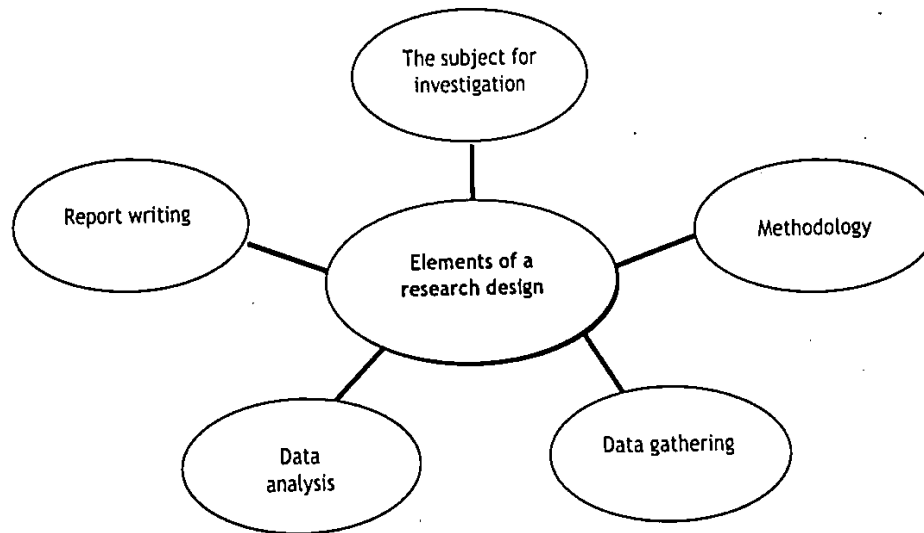 The subject for
investigation
Report writing
Methodology
Elements of a
research design
Data gathering
Data
analysis